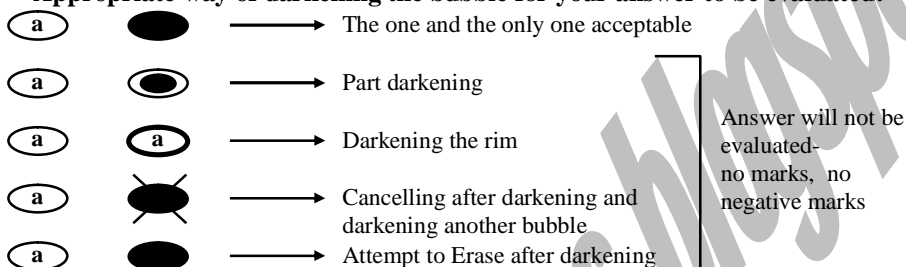 Appropriate way of darkening the bubble for your answer to be evaluated:
a The one and the only one acceptable
a Part darkening
a a Darkening the rim
a Cancelling after darkening and
darkening another bubble
a Attempt to Erase after darkening
Answer will not be
evaluated-
no marks, no
negative marks
blogsp